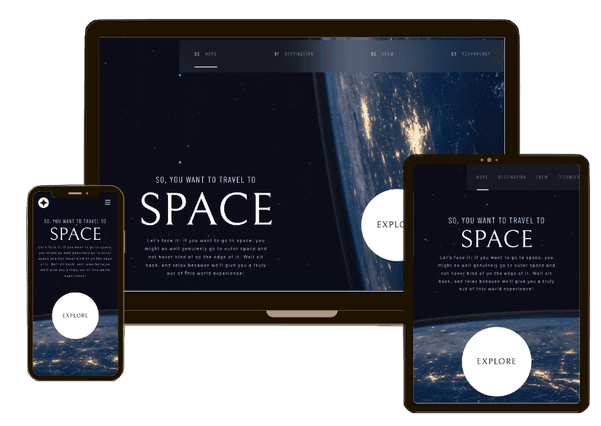 00 HOME
01 DESTINATION
02 CREW
03 TECHNOLOGY
SO, YOU WANT TO TRAVEL TO
SPACE
Let's face it; if you want to go to space, you
might as well genuinely go to outer space and
not hover kind of on the edge of it. Well sit
back, and relax because we'll give you a truly
out of this world experience!
EXPLORE
SO, YOU WANT TO TRAVEL TO
SPACE
Let's face it; if you want to go to space, you
might as well genuinely go to outer
space and not hover kind of on the edge
of it. Well sit back, and relax because
we'll give you a truly out of this world
experience!
EXPLORE
HOME
DESTINATION
CREW
SO, YOU WANT TO TRAVEL TO
SPACE
Let's face it; if you want to go to space, you
might as well genuinely go to outer space and
not hover kind of on the edge of it. Well sit
back, and relax because we'll give you a truly
out of this world experience!
EXPLORE